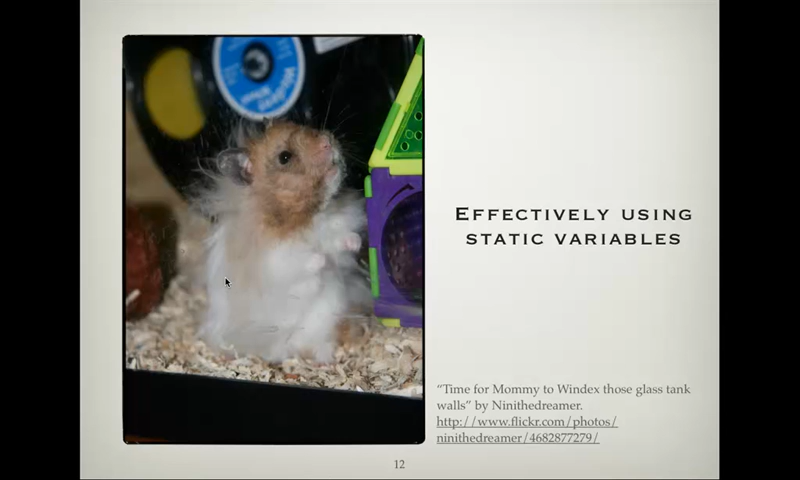 EFFECTIVELY USING
STATIC VARIABLES
“Time for Mommy to Windex those glass tank
walls” by Ninithedreamer.
http://www.flickr.com/photos/
ninithedreamer/4682877279/
12